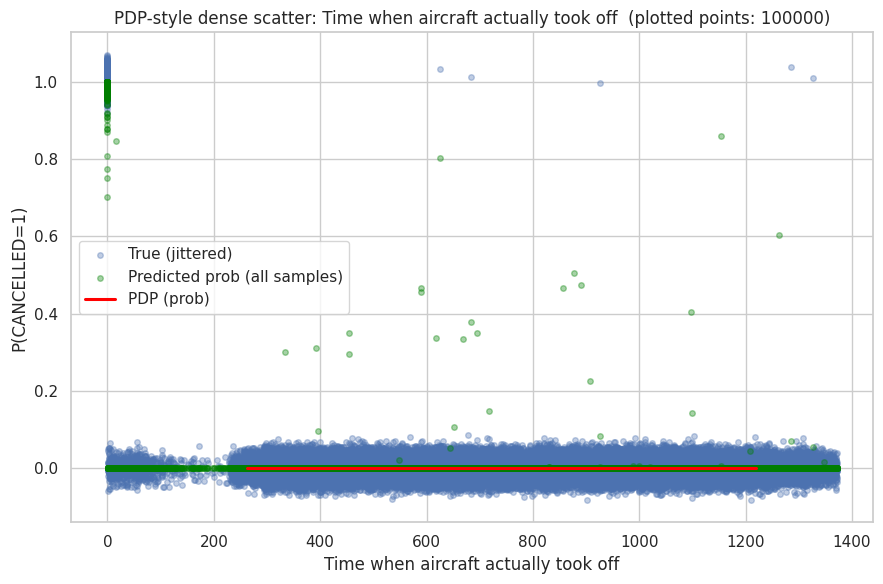 PDP-style dense scatter: Time when aircraft actually took off  (plotted points: 100000)
P(CANCELLED=1)
1.0
0.8
0.6
0.4
0.2
0.0
True (jittered)
Predicted prob (all samples)
PDP (prob)
0 200 400 600 800 1000 1200 1400
Time when aircraft actually took off